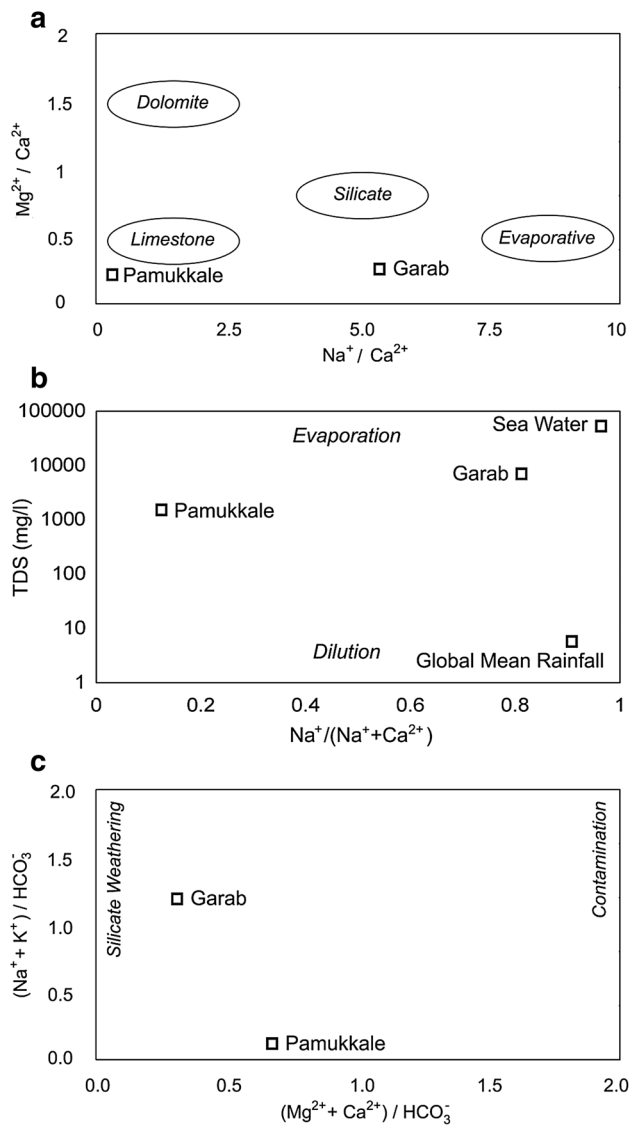 a
2
1.5
1
0.5
0
Mg²⁺ / Ca²⁺
Dolomite
Silicate
Limestone
Evaporative
Pamukkale
Garab
0 2.5 5.0 7.5 10
Na⁺ / Ca²⁺
b
100000
10000
1000
100
10
1
TDS (mg/l)
Evaporation
Sea Water
Garab
Pamukkale
Dilution
Global Mean Rainfall
0 0.2 0.4 0.6 0.8 1
Na⁺/(Na⁺+Ca²⁺)
c
2.0
1.5
1.0
0.5
0.0
(Na⁺ + K⁺) / HCO₃⁻
Silicate Weathering
Contamination
Garab
Pamukkale
0.0 0.5 1.0 1.5 2.0
(Mg²⁺ + Ca²⁺) / HCO₃⁻